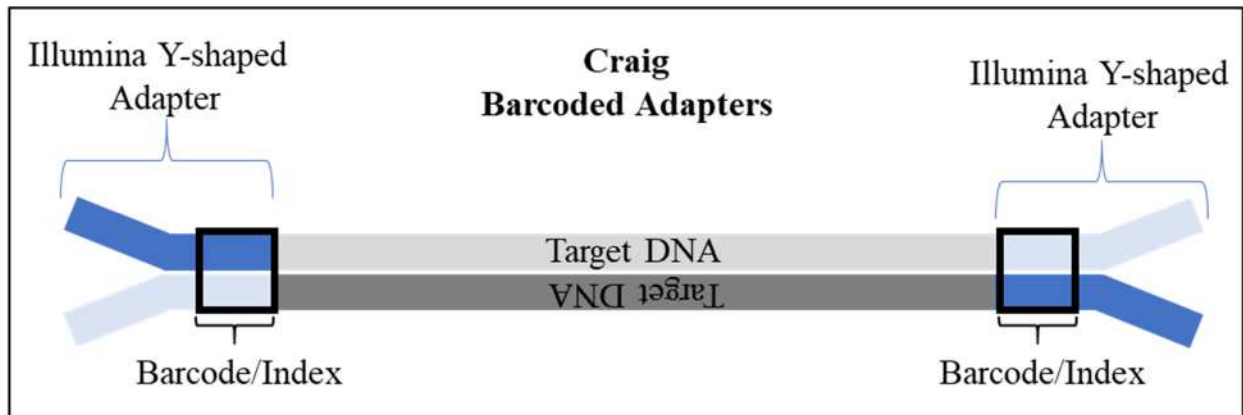 Illumina Y-shaped
Adapter
Craig
Barcoded Adapters
Illumina Y-shaped
Adapter
Target DNA
Target DNA
Barcode/Index
Barcode/Index